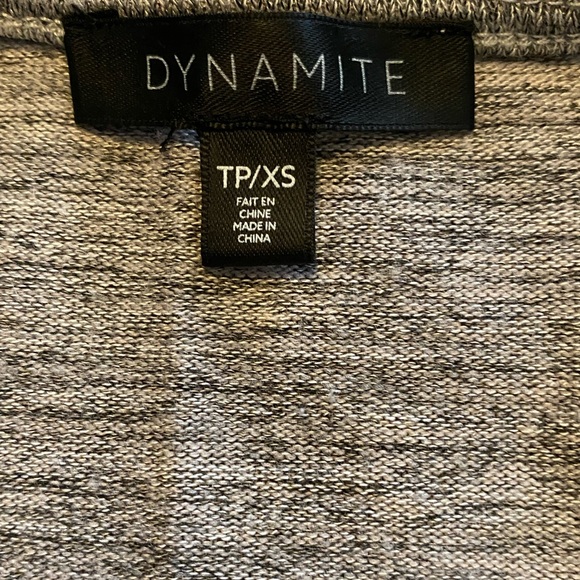 DYNAMITE
TP/XS
FAIT EN
CHINE
MADE IN
CHINA